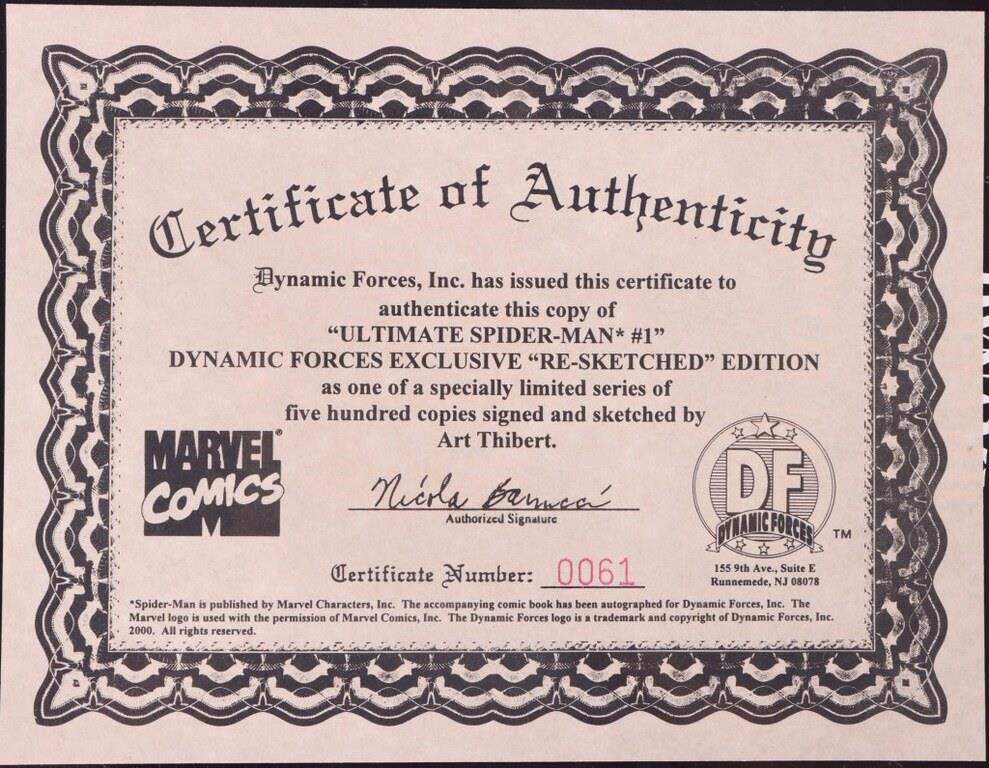 Certificate of Authenticity
Dynamic Forces, Inc. has issued this certificate to
authenticate this copy of
“ULTIMATE SPIDER-MAN* #1”
DYNAMIC FORCES EXCLUSIVE “RE-SKETCHED” EDITION
as one of a specially limited series of
five hundred copies signed and sketched by
Art Thibert.
MARVEL®
COMICS
M
Nicola Barrucci
Authorized Signature
DF
DYNAMIC FORCES
TM
155 9th Ave., Suite E
Runnemede, NJ 08078
Certificate Number: 0061
*Spider-Man is published by Marvel Characters, Inc. The accompanying comic book has been autographed for Dynamic Forces, Inc. The
Marvel logo is used with the permission of Marvel Comics, Inc. The Dynamic Forces logo is a trademark and copyright of Dynamic Forces, Inc.
2000. All rights reserved.